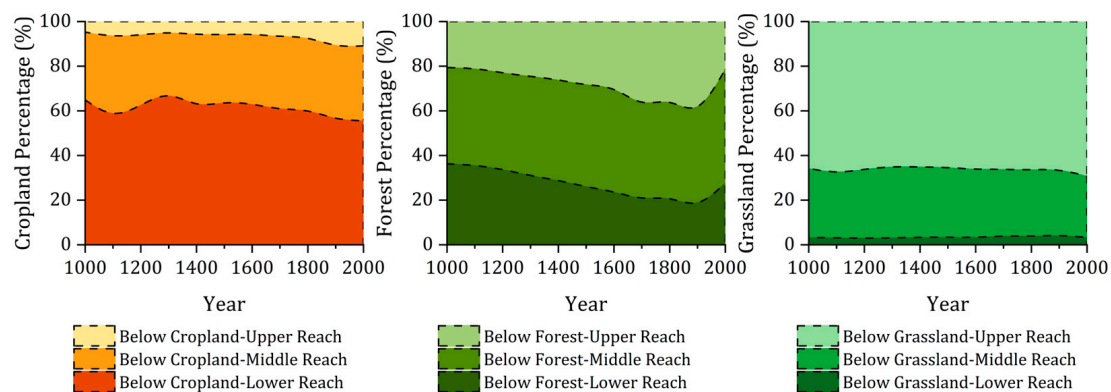 Cropland Percentage (%)
100
80
60
40
20
0
1000 1200 1400 1600 1800 2000
Year
Below Cropland-Upper Reach
Below Cropland-Middle Reach
Below Cropland-Lower Reach
Forest Percentage (%)
100
80
60
40
20
0
1000 1200 1400 1600 1800 2000
Year
Below Forest-Upper Reach
Below Forest-Middle Reach
Below Forest-Lower Reach
Grassland Percentage (%)
100
80
60
40
20
0
1000 1200 1400 1600 1800 2000
Year
Below Grassland-Upper Reach
Below Grassland-Middle Reach
Below Grassland-Lower Reach